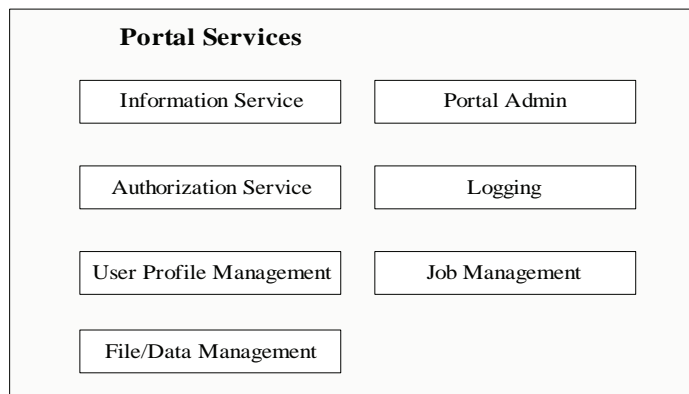 Portal Services
Information Service
Portal Admin
Authorization Service
Logging
User Profile Management
Job Management
File/Data Management